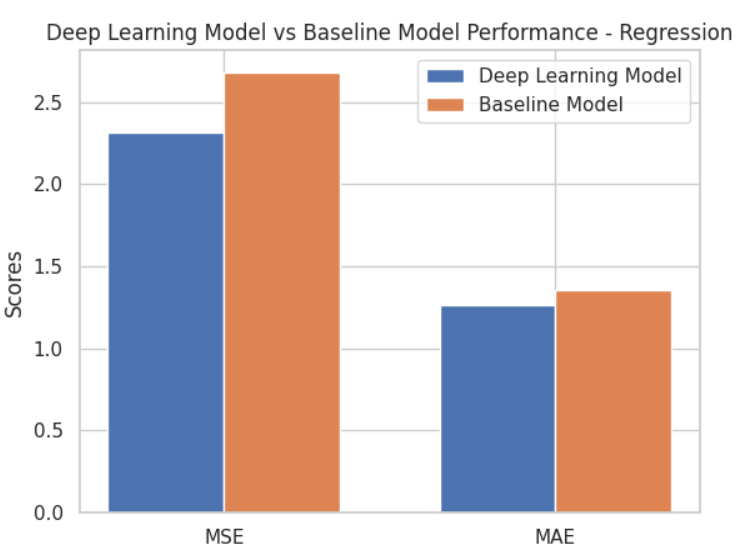 Deep Learning Model vs Baseline Model Performance - Regression
Deep Learning Model
Baseline Model
2.5
2.0
1.5
1.0
0.5
0.0
Scores
MSE MAE